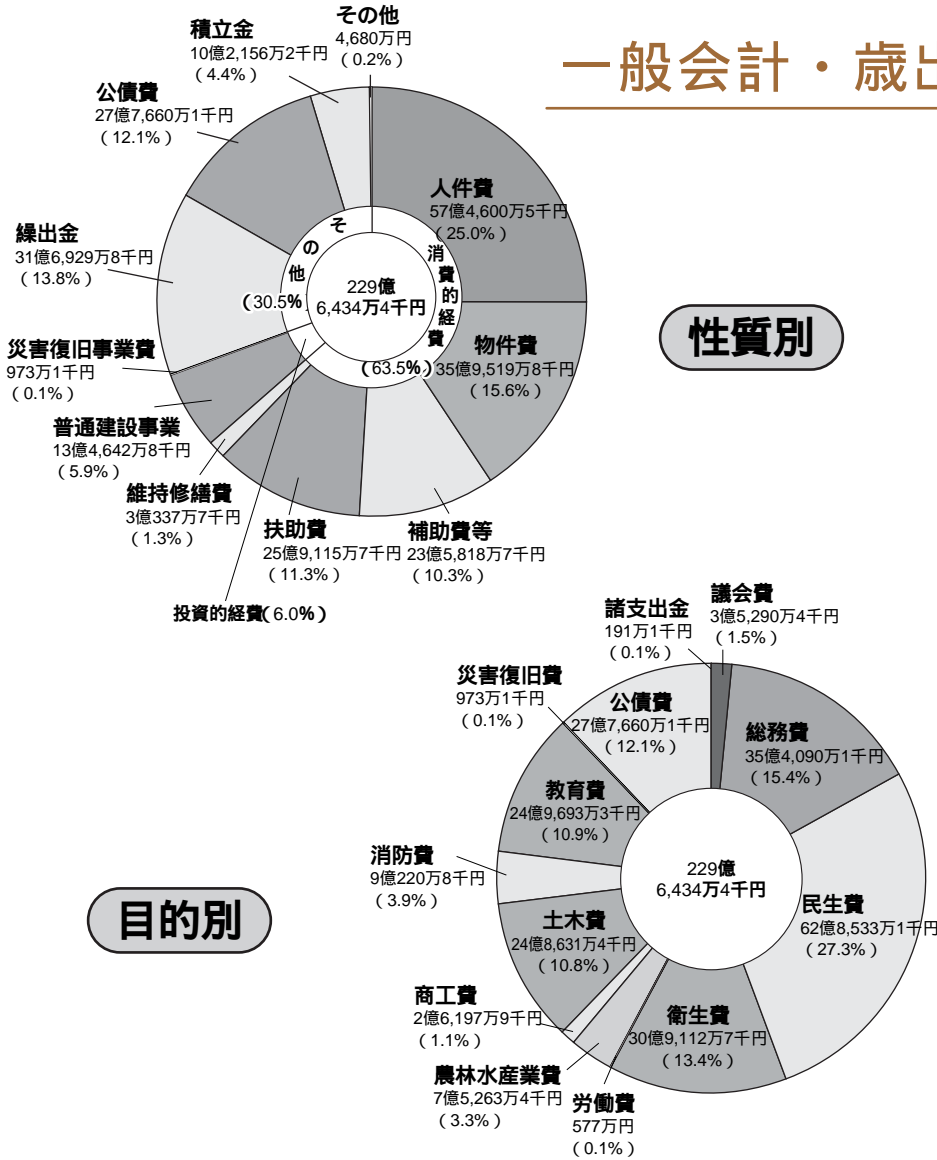 一般会計・歳出
性質別
その他
4,680万円
(0.2%)
積立金
10億2,156万2千円
(4.4%)
公債費
27億7,660万1千円
(12.1%)
繰出金
31億6,929万8千円
(13.8%)
災害復旧事業費
973万1千円
(0.1%)
普通建設事業
13億4,642万8千円
(5.9%)
維持修繕費
3億337万7千円
(1.3%)
投資的経費(6.0%)
扶助費
25億9,115万7千円
(11.3%)
補助費等
23億5,818万7千円
(10.3%)
物件費
35億9,519万8千円
(15.6%)
人件費
57億4,600万5千円
(25.0%)
その他
(30.5%
消費的経費
(63.5%)
229億
6,434万4千円
目的別
諸支出金
191万1千円
(0.1%)
議会費
3億5,290万4千円
(1.5%)
総務費
35億4,090万1千円
(15.4%)
民生費
62億8,533万1千円
(27.3%)
衛生費
30億9,112万7千円
(13.4%)
労働費
577万円
(0.1%)
農林水産業費
7億5,263万4千円
(3.3%)
商工費
2億6,197万9千円
(1.1%)
土木費
24億8,631万4千円
(10.8%)
消防費
9億220万8千円
(3.9%)
教育費
24億9,693万3千円
(10.9%)
災害復旧費
973万1千円
(0.1%)
公債費
27億7,660万1千円
(12.1%)
229億
6,434万4千円